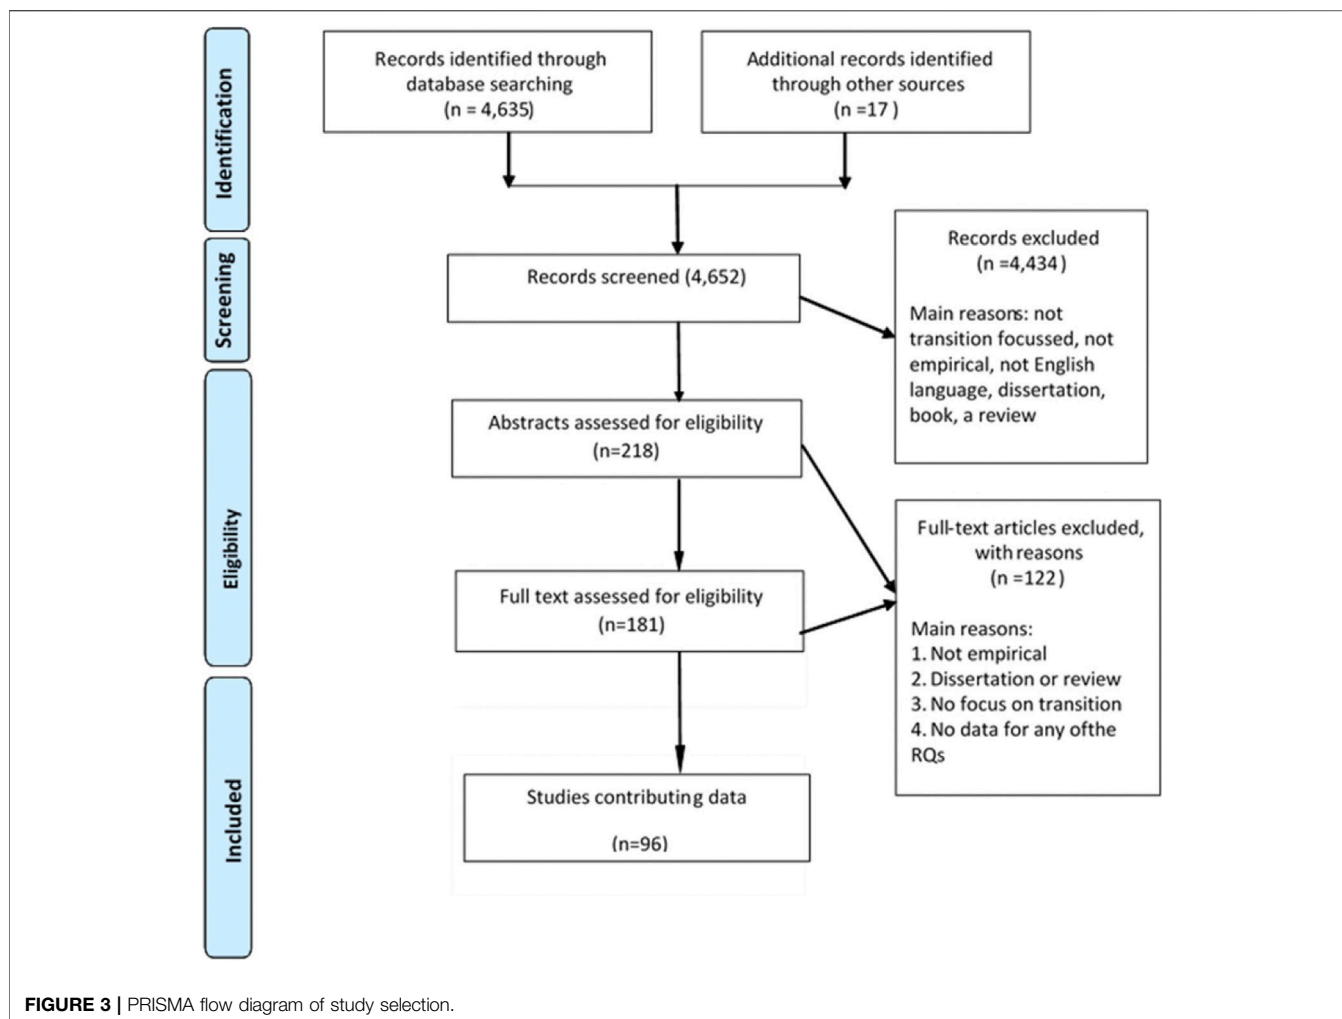 Identification
Records identified through
database searching
(n = 4,635)
Additional records identified
through other sources
(n =17 )
Screening
Records screened (4,652)
Records excluded
(n =4,434)
Main reasons: not
transition focussed, not
empirical, not English
language, dissertation,
book, a review
Eligibility
Abstracts assessed for eligibility
(n=218)
Full text assessed for eligibility
(n=181)
Full-text articles excluded,
with reasons
(n =122)
Main reasons:
1. Not empirical
2. Dissertation or review
3. No focus on transition
4. No data for any ofthe
RQs
Included
Studies contributing data
(n=96)
FIGURE 3 | PRISMA flow diagram of study selection.